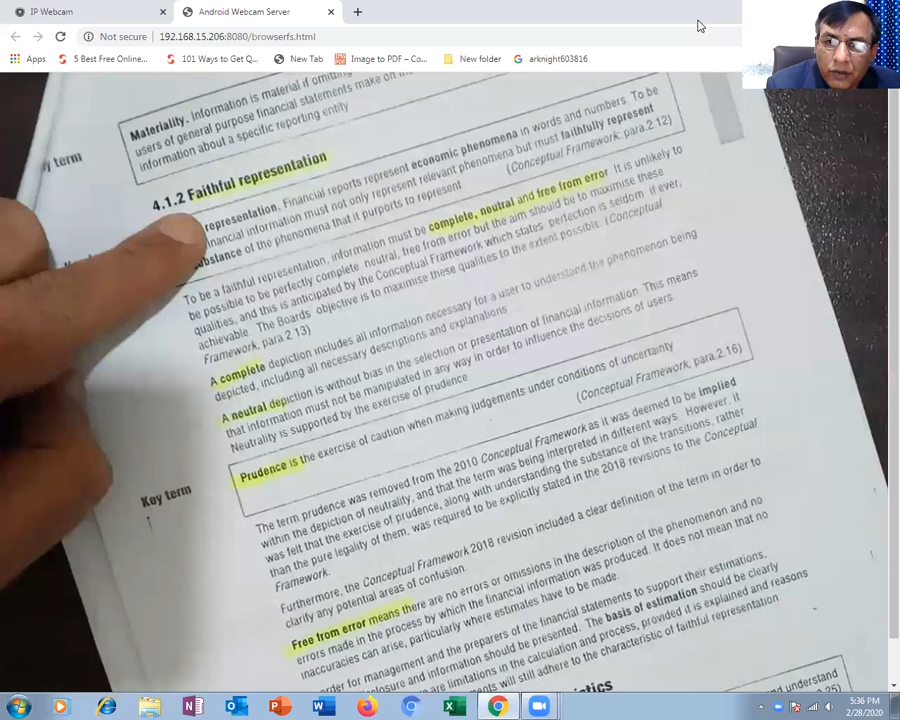 IP Webcam
Android Webcam Server
Not secure
192.168.15.206:8080/browserfs.html
Apps
5 Best Free Online...
101 Ways to Get Q...
New Tab
Image to PDF – Co...
New folder
arknight603816
Materiality. Information is material if omitting
users of general purpose financial statements make on the
information about a specific reporting entity
y term
4.1.2 Faithful representation
representation. Financial reports represent economic phenomena in words and numbers. To be
financial information must not only represent relevant phenomena but must faithfully represent
substance of the phenomena that it purports to represent.
(Conceptual Framework, para.2.12)
To be a faithful representation, information must be complete, neutral and free from error It is unlikely to
be possible to be perfectly complete neutral, free from error but the aim should be to maximise these
qualities, and this is anticipated by the Conceptual Framework which states perfection is seldom if ever,
achievable. The Boards objective is to maximise these qualities to the extent possible (Conceptual
Framework, para 2 13)
A complete depiction includes all information necessary for a user to understand the phenomenon being
depicted, including all necessary descriptions and explanations
A neutral depiction is without bias in the selection or presentation of financial information. This means
that information must not be manipulated in any way in order to influence the decisions of users
Neutrality is supported by the exercise of prudence
Prudence is the exercise of caution when making judgements under conditions of uncertainty
(Conceptual Framework, para.2.16)
Key term
The term prudence was removed from the 2010 Conceptual Framework as it was deemed to be implied
within the depiction of neutrality, and that the term was being interpreted in different ways. However, it
was felt that the exercise of prudence, along with understanding the substance of the transitions, rather
than the pure legality of them, was required to be explicitly stated in the 2018 revisions to the Conceptual
Framework.
Furthermore, the Conceptual Framework 2018 revision included a clear definition of the term in order to
clarify any potential areas of confusion.
Free from error means there are no errors or omissions in the description of the phenomenon and no
errors made in the process by which the financial information was produced. It does not mean that no
inaccuracies can arise, particularly where estimates have to be made.
order for management and the preparers of the financial statements to support their estimations,
disclosure and information should be presented. The basis of estimation should be clearly
are limitations in the calculation and process, provided it is explained and reasons
ments will still adhere to the characteristic of faithful representation.
and understand
5:36 PM
2/28/2020